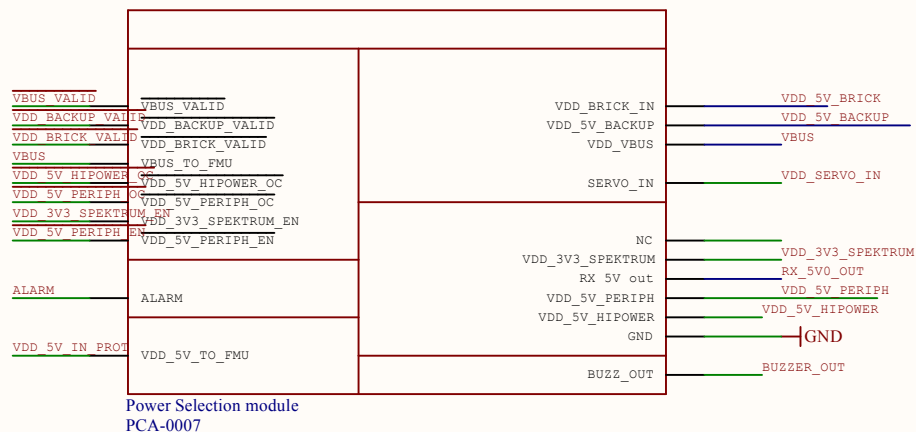 VBUS_VALID VBUS_VALID VDD_BRICK_IN VDD_5V_BRICK
VDD_BACKUP_VALID VDD_BACKUP_VALID VDD_5V_BACKUP VDD_5V_BACKUP
VDD_BRICK_VALID VDD_BRICK_VALID VDD_VBUS VBUS
VBUS VBUS_TO_FMU
VDD_5V_HIPOWER_OC VDD_5V_HIPOWER_OC SERVO_IN VDD_SERVO_IN
VDD_5V_PERIPH_OC VDD_5V_PERIPH_OC
VDD_3V3_SPEKTRUM_EN VDD_3V3_SPEKTRUM_EN
VDD_5V_PERIPH_EN VDD_5V_PERIPH_EN NC
VDD_3V3_SPEKTRUM VDD_3V3_SPEKTRUM
RX 5V out RX_5V0_OUT
ALARM ALARM VDD_5V_PERIPH VDD_5V_PERIPH
VDD_5V_HIPOWER VDD_5V_HIPOWER
GND GND
VDD_5V_IN_PROT VDD_5V_TO_FMU
BUZZ_OUT BUZZER_OUT
Power Selection module
PCA-0007